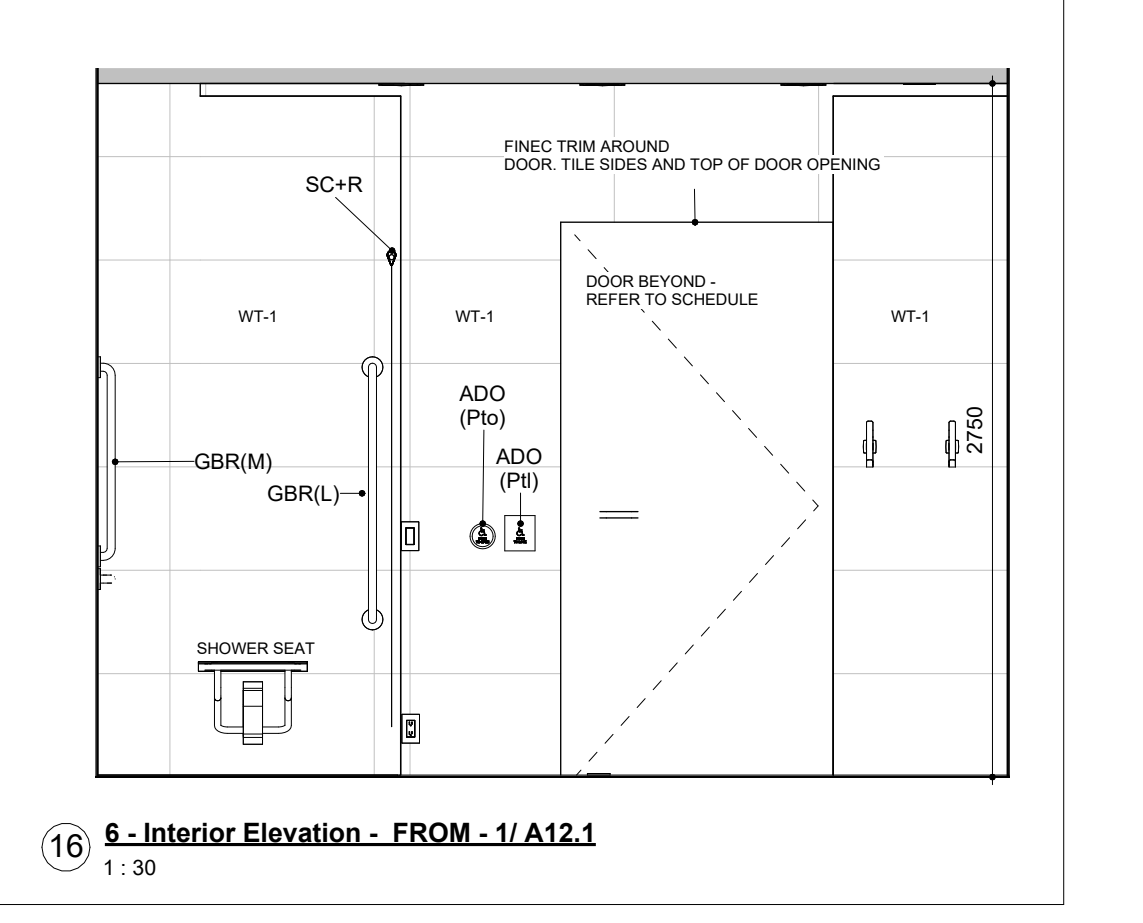 FINEC TRIM AROUND
DOOR. TILE SIDES AND TOP OF DOOR OPENING
SC+R
DOOR BEYOND -
REFER TO SCHEDULE
WT-1
WT-1
WT-1
ADO
(Pto)
2750
ADO
(Ptl)
GBR(M)
GBR(L)
SHOWER SEAT
16
6 - Interior Elevation - FROM - 1/ A12.1
1 : 30